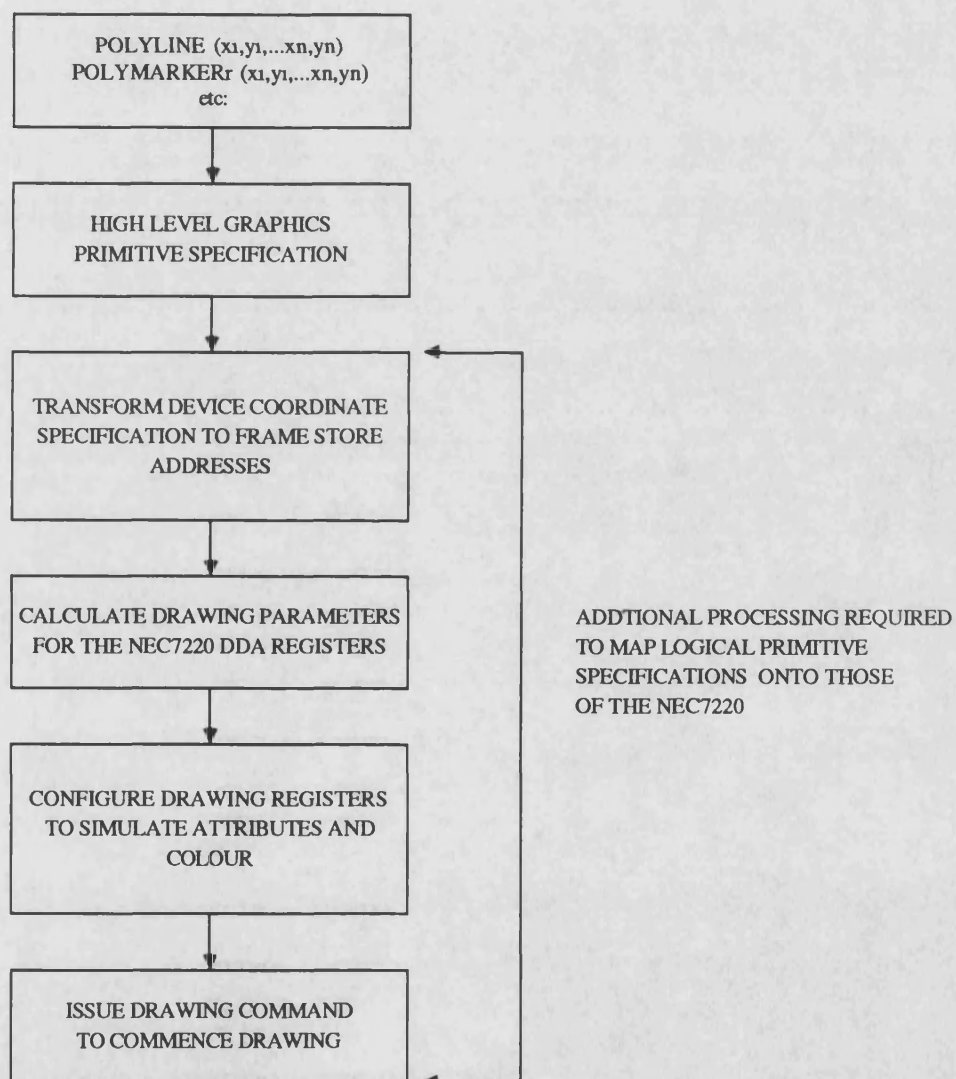 POLYLINE (x1,y1,...xn,yn)
POLYMARKERr (x1,y1,...xn,yn)
etc:
HIGH LEVEL GRAPHICS
PRIMITIVE SPECIFICATION
TRANSFORM DEVICE COORDINATE
SPECIFICATION TO FRAME STORE
ADDRESSES
CALCULATE DRAWING PARAMETERS
FOR THE NEC7220 DDA REGISTERS
ADDTIONAL PROCESSING REQUIRED
TO MAP LOGICAL PRIMITIVE
SPECIFICATIONS ONTO THOSE
OF THE NEC7220
CONFIGURE DRAWING REGISTERS
TO SIMULATE ATTRIBUTES AND
COLOUR
ISSUE DRAWING COMMAND
TO COMMENCE DRAWING